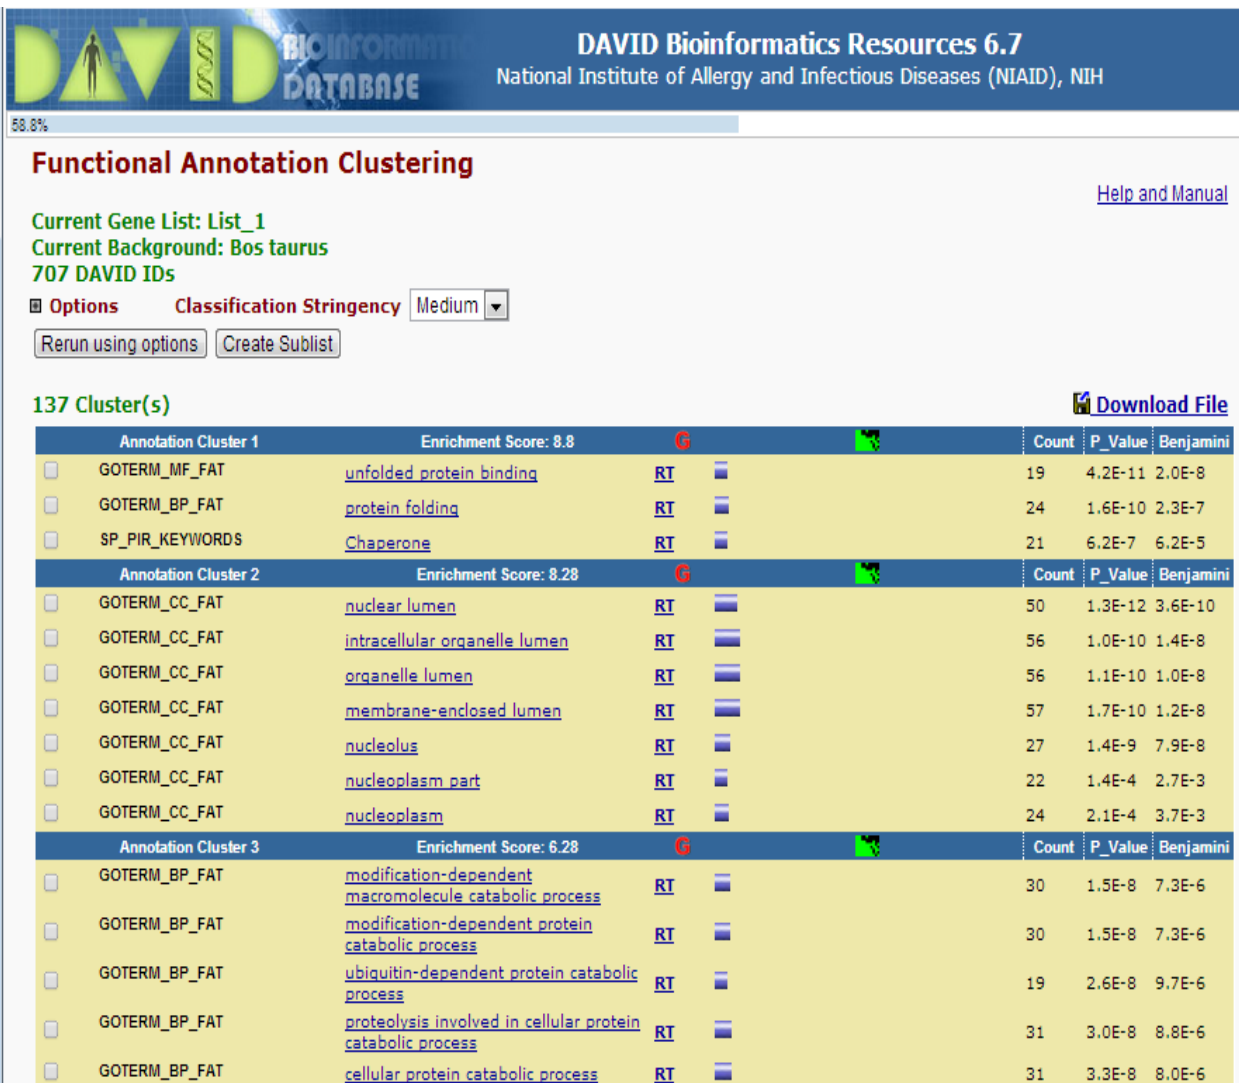 DAVID BIOINFORMATICS DATABASE
DAVID Bioinformatics Resources 6.7
National Institute of Allergy and Infectious Diseases (NIAID), NIH
58.8%
Functional Annotation Clustering
Help and Manual
Current Gene List: List_1
Current Background: Bos taurus
707 DAVID IDs
Options Classification Stringency Medium
Rerun using options Create Sublist
137 Cluster(s) Download File
Annotation Cluster 1 Enrichment Score: 8.8 G Count P_Value Benjamini
GOTERM_MF_FAT unfolded protein binding RT 19 4.2E-11 2.0E-8
GOTERM_BP_FAT protein folding RT 24 1.6E-10 2.3E-7
SP_PIR_KEYWORDS Chaperone RT 21 6.2E-7 6.2E-5
Annotation Cluster 2 Enrichment Score: 8.28 G Count P_Value Benjamini
GOTERM_CC_FAT nuclear lumen RT 50 1.3E-12 3.6E-10
GOTERM_CC_FAT intracellular organelle lumen RT 56 1.0E-10 1.4E-8
GOTERM_CC_FAT organelle lumen RT 56 1.1E-10 1.0E-8
GOTERM_CC_FAT membrane-enclosed lumen RT 57 1.7E-10 1.2E-8
GOTERM_CC_FAT nucleolus RT 27 1.4E-9 7.9E-8
GOTERM_CC_FAT nucleoplasm part RT 22 1.4E-4 2.7E-3
GOTERM_CC_FAT nucleoplasm RT 24 2.1E-4 3.7E-3
Annotation Cluster 3 Enrichment Score: 6.28 G Count P_Value Benjamini
GOTERM_BP_FAT modification-dependent
macromolecule catabolic process RT 30 1.5E-8 7.3E-6
GOTERM_BP_FAT modification-dependent protein
catabolic process RT 30 1.5E-8 7.3E-6
GOTERM_BP_FAT ubiquitin-dependent protein catabolic
process RT 19 2.6E-8 9.7E-6
GOTERM_BP_FAT proteolysis involved in cellular protein
catabolic process RT 31 3.0E-8 8.8E-6
GOTERM_BP_FAT cellular protein catabolic process RT 31 3.3E-8 8.0E-6